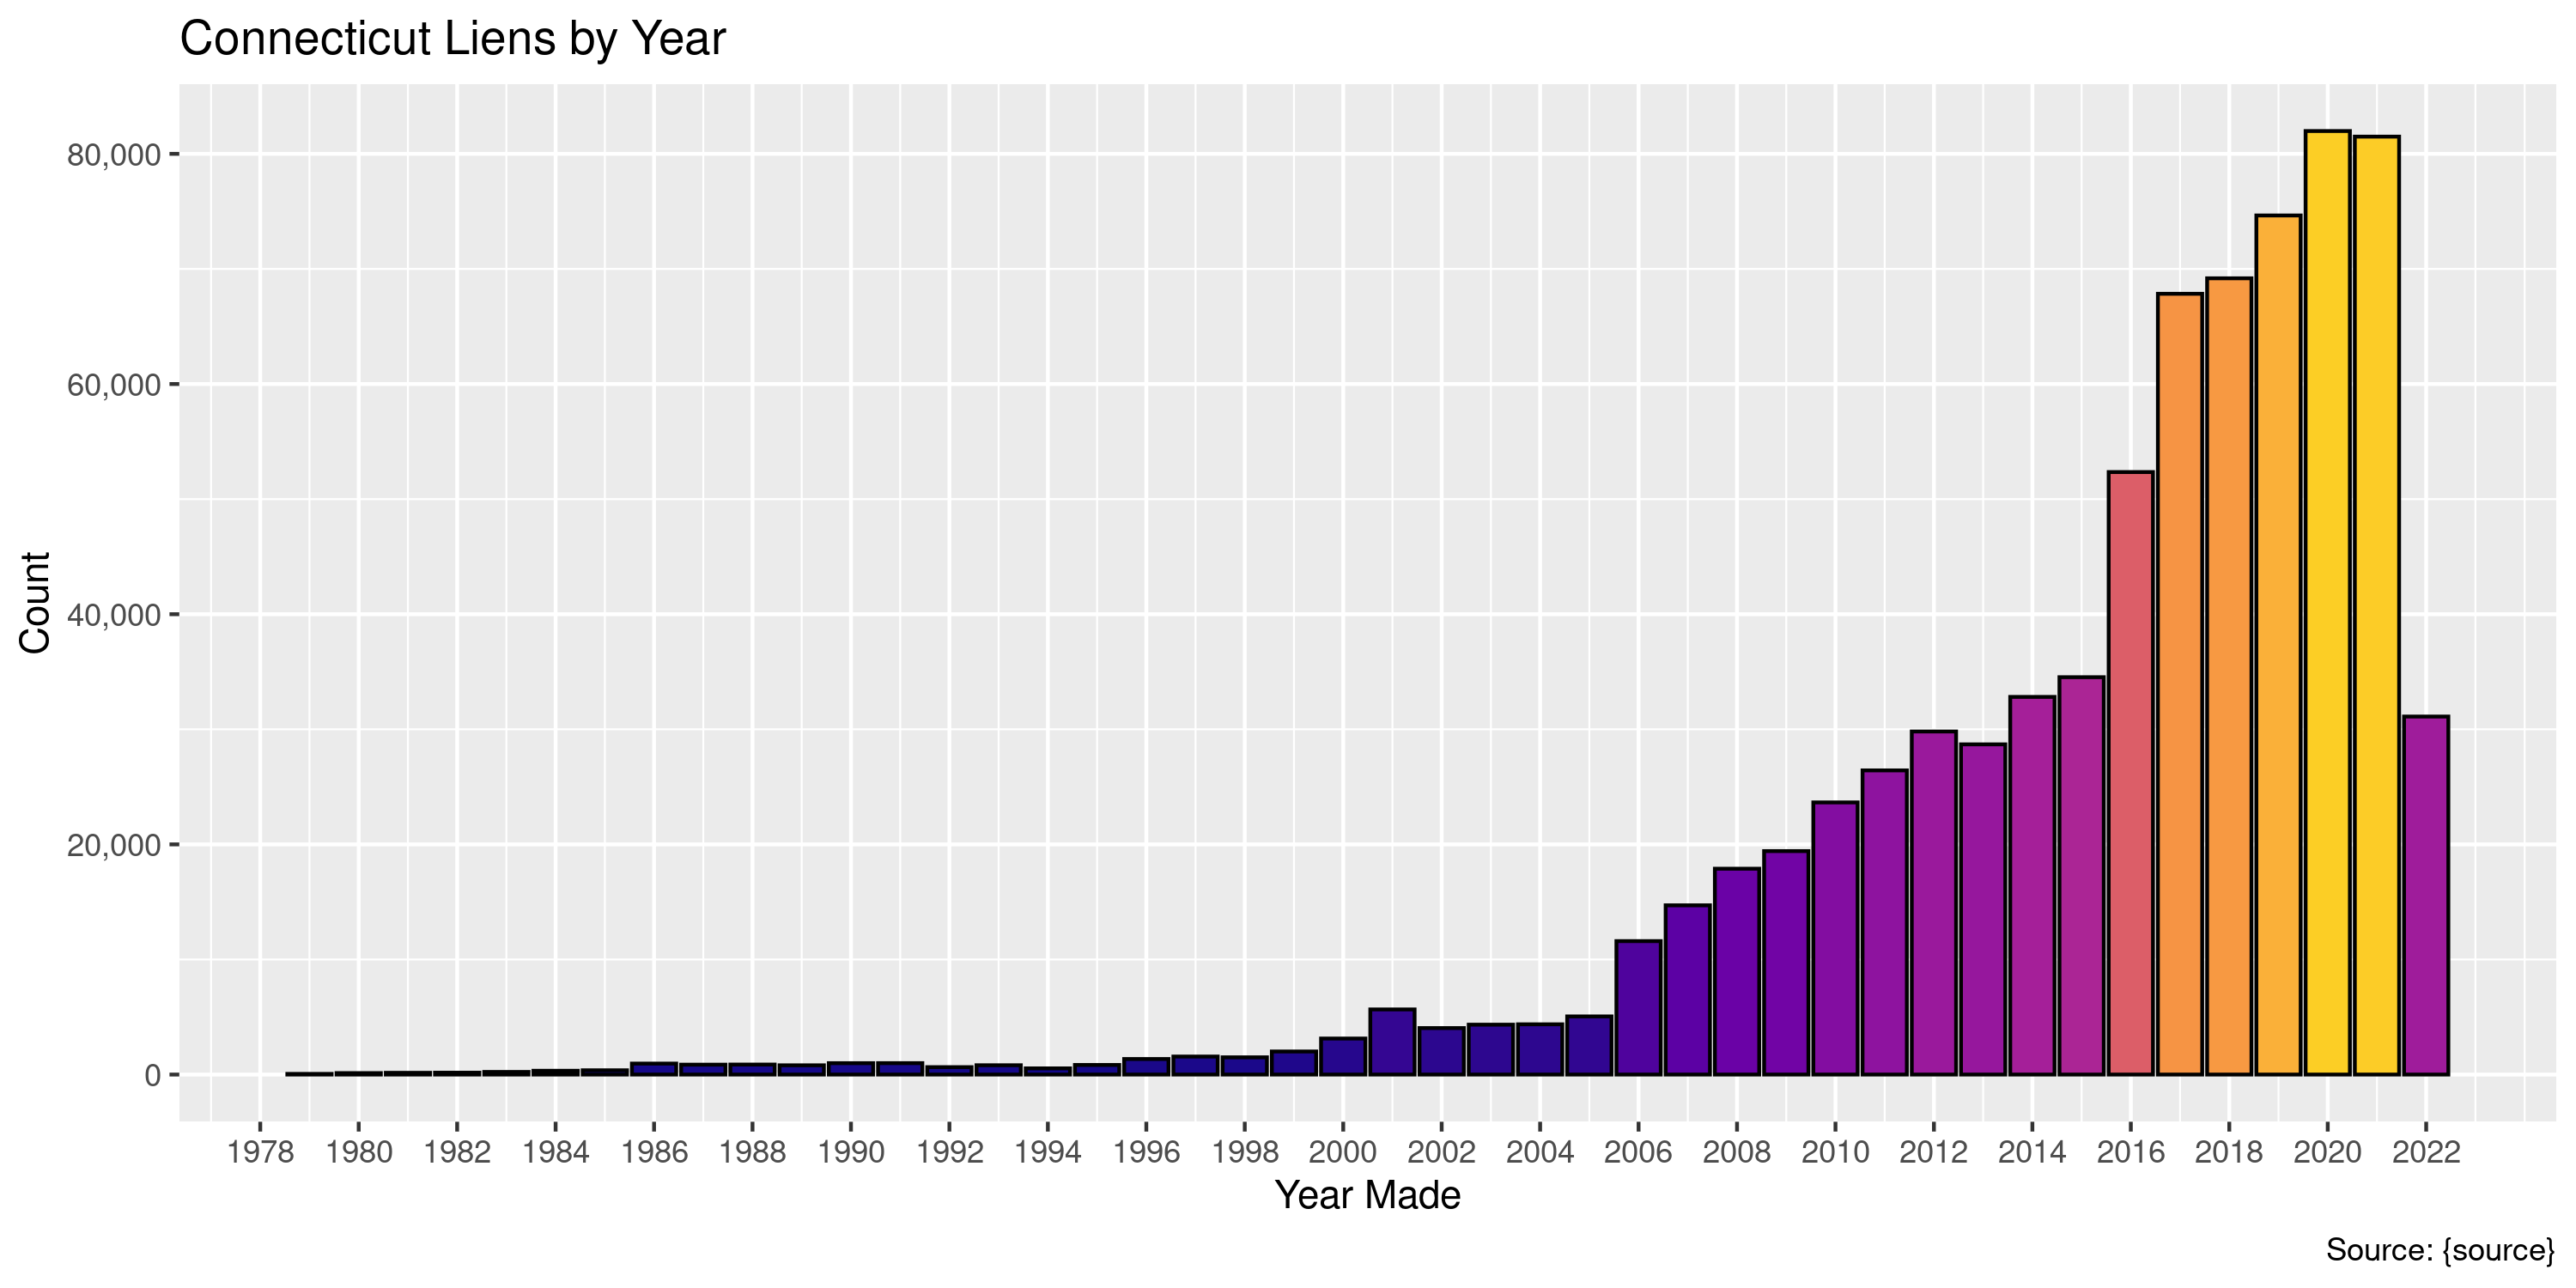 Connecticut Liens by Year
80,000
60,000
40,000
20,000
0
Count
1978 1980 1982 1984 1986 1988 1990 1992 1994 1996 1998 2000 2002 2004 2006 2008 2010 2012 2014 2016 2018 2020 2022
Year Made
Source: {source}